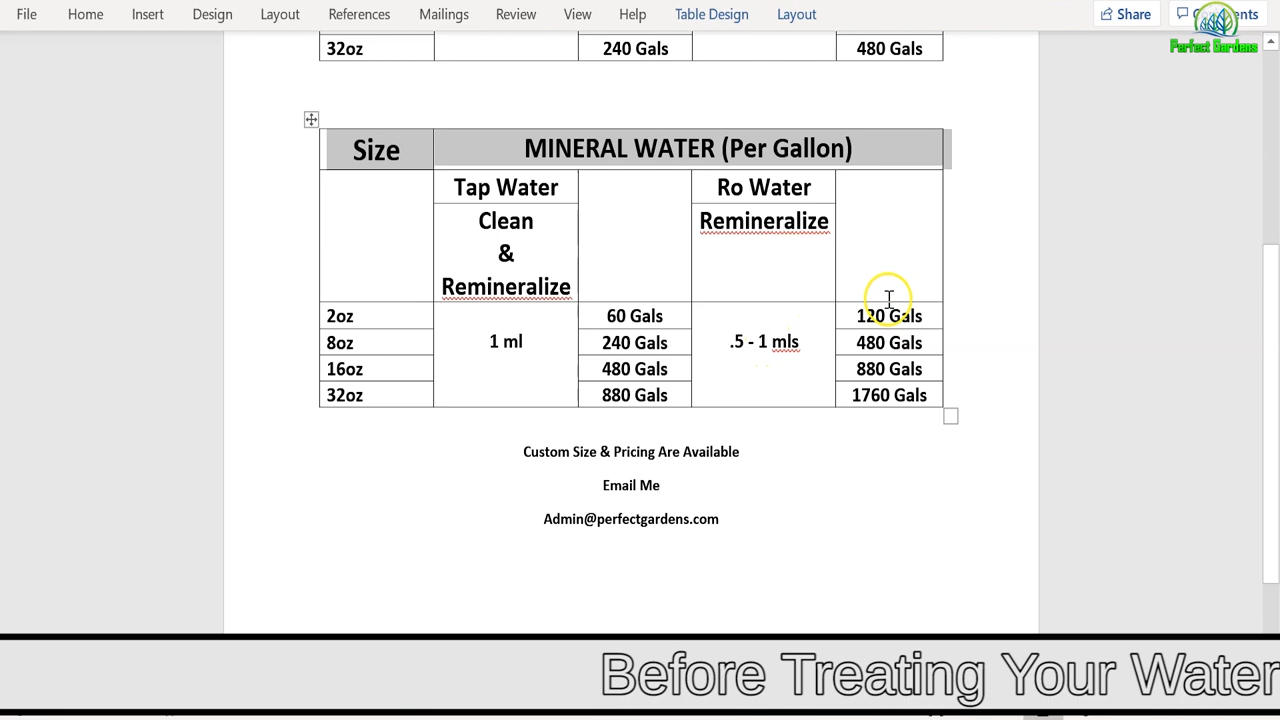 File Home Insert Design Layout References Mailings Review View Help Table Design Layout Share
Perfect Gardens
32oz 240 Gals 480 Gals
Size MINERAL WATER (Per Gallon)
Tap Water Ro Water
Clean Remineralize
&
Remineralize
2oz 60 Gals 120 Gals
8oz 1 ml 240 Gals .5 - 1 mls 480 Gals
16oz 480 Gals 880 Gals
32oz 880 Gals 1760 Gals
Custom Size & Pricing Are Available
Email Me
Admin@perfectgardens.com
Before Treating Your Water